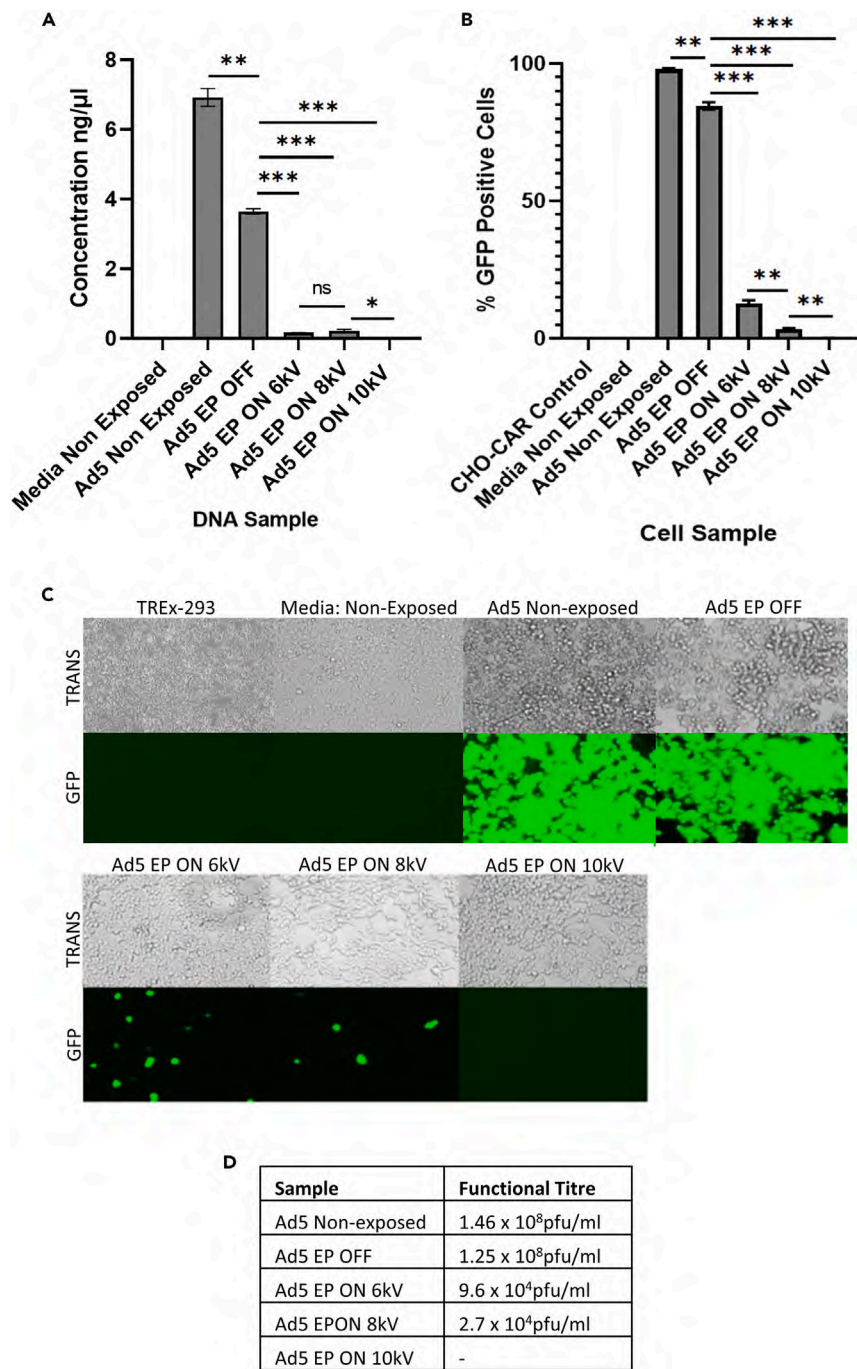 A
8
6
4
2
0
Concentration ng/µl
**
***
***
***
ns
*
Media Non Exposed
Ad5 Non Exposed
Ad5 EP OFF
Ad5 EP ON 6kV
Ad5 EP ON 8kV
Ad5 EP ON 10kV
DNA Sample
B
100
50
0
% GFP Positive Cells
***
**
***
***
**
**
CHO-CAR Control
Media Non Exposed
Ad5 Non Exposed
Ad5 EP OFF
Ad5 EP ON 6kV
Ad5 EP ON 8kV
Ad5 EP ON 10kV
Cell Sample
C
TREx-293 Media: Non-Exposed Ad5 Non-exposed Ad5 EP OFF
TRANS
GFP
Ad5 EP ON 6kV Ad5 EP ON 8kV Ad5 EP ON 10kV
TRANS
GFP
D
Sample Functional Titre
Ad5 Non-exposed 1.46 x 10⁸pfu/ml
Ad5 EP OFF 1.25 x 10⁸pfu/ml
Ad5 EP ON 6kV 9.6 x 10⁴pfu/ml
Ad5 EPON 8kV 2.7 x 10⁴pfu/ml
Ad5 EP ON 10kV -